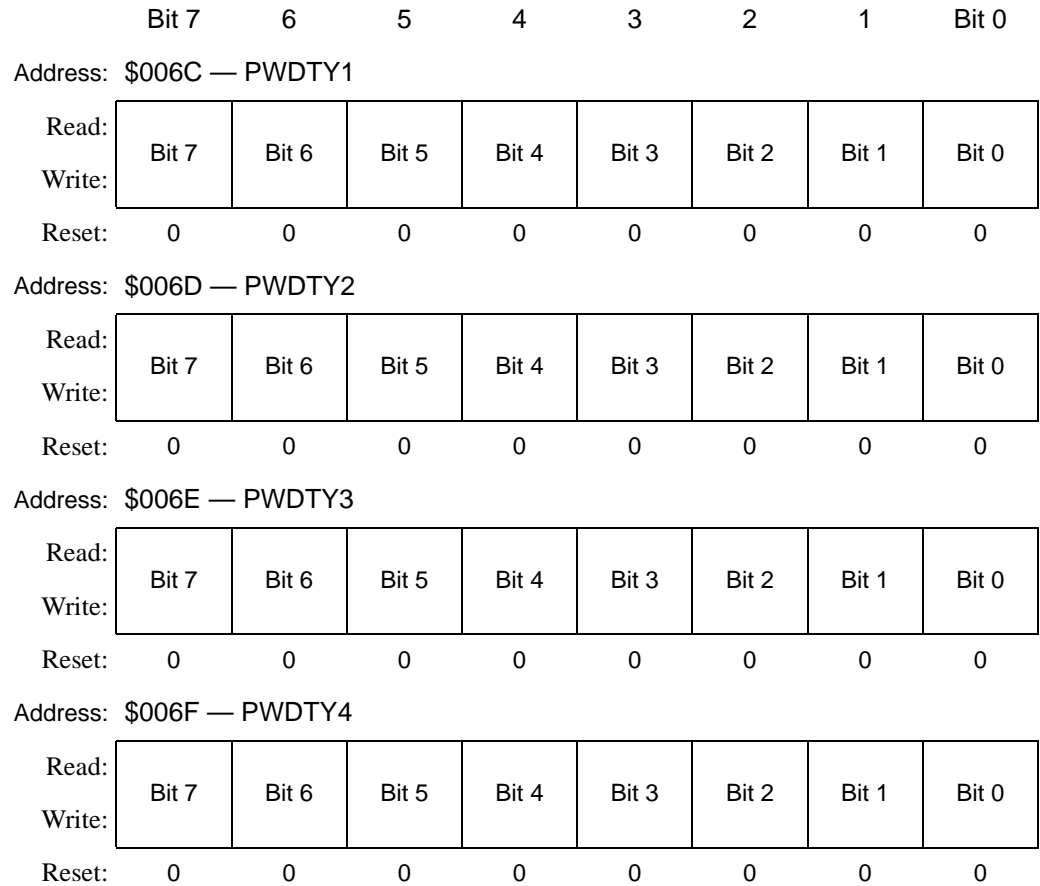 Bit 7 6 5 4 3 2 1 Bit 0
Address: $006C — PWDTY1
Read:
Bit 7 Bit 6 Bit 5 Bit 4 Bit 3 Bit 2 Bit 1 Bit 0
Write:
Reset: 0 0 0 0 0 0 0 0
Address: $006D — PWDTY2
Read:
Bit 7 Bit 6 Bit 5 Bit 4 Bit 3 Bit 2 Bit 1 Bit 0
Write:
Reset: 0 0 0 0 0 0 0 0
Address: $006E — PWDTY3
Read:
Bit 7 Bit 6 Bit 5 Bit 4 Bit 3 Bit 2 Bit 1 Bit 0
Write:
Reset: 0 0 0 0 0 0 0 0
Address: $006F — PWDTY4
Read:
Bit 7 Bit 6 Bit 5 Bit 4 Bit 3 Bit 2 Bit 1 Bit 0
Write:
Reset: 0 0 0 0 0 0 0 0